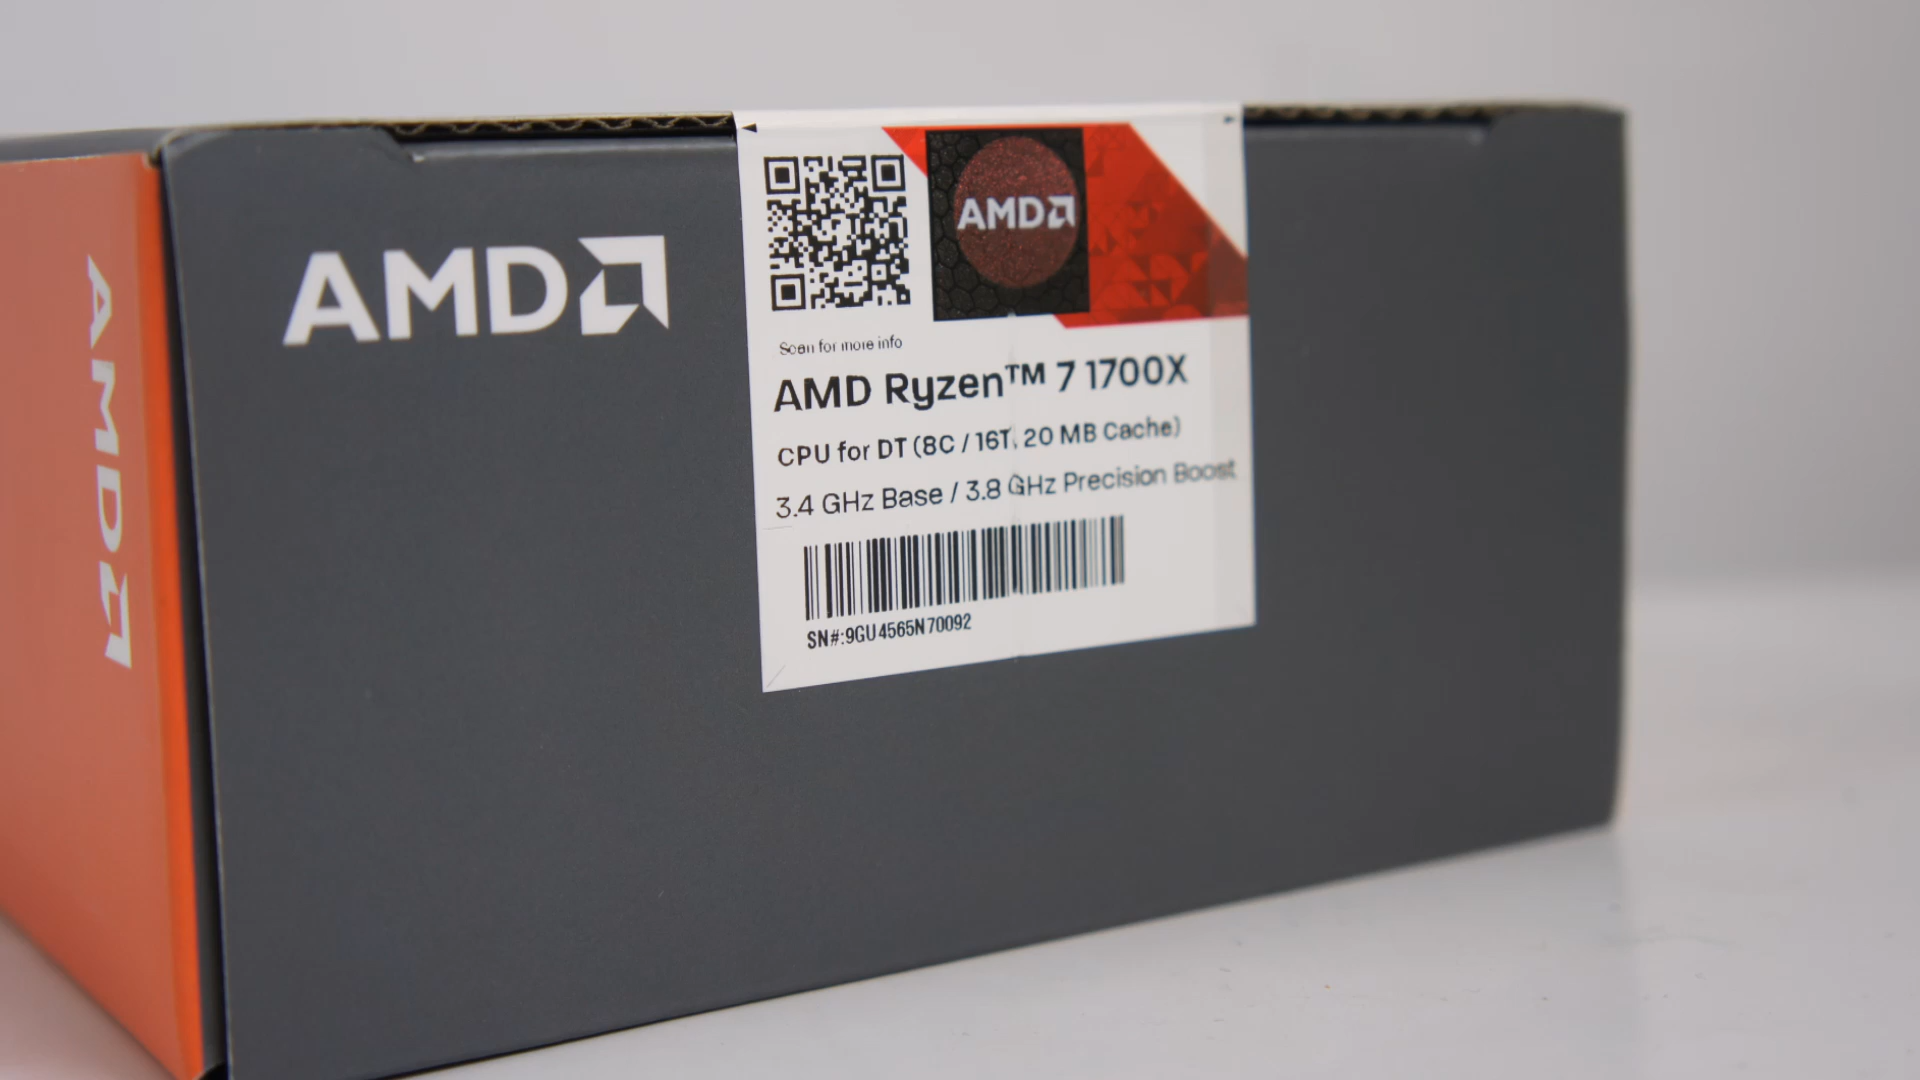 AMD
AMD
AMD
Scan for more info
AMD Ryzen™ 7 1700X
CPU for DT (8C / 16T, 20 MB Cache)
3.4 GHz Base / 3.8 GHz Precision Boost
SN#:9GU4565N70092